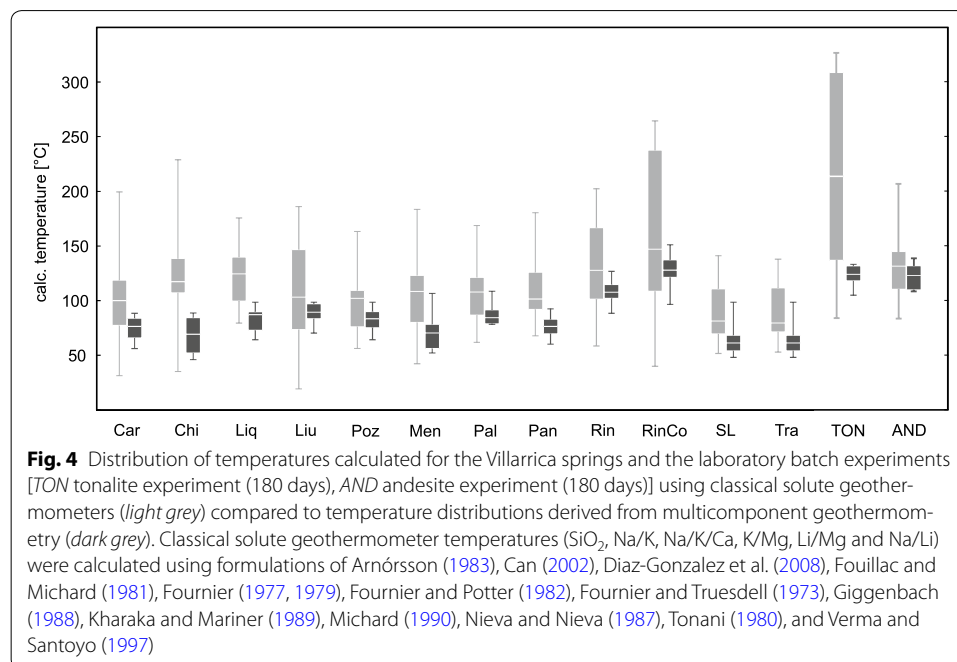 300
250
200
150
100
50
calc. temperature [°C]
Car Chi Liq Liu Poz Men Pal Pan Rin RinCo SL Tra TON AND
Fig. 4 Distribution of temperatures calculated for the Villarrica springs and the laboratory batch experiments
[TON tonalite experiment (180 days), AND andesite experiment (180 days)] using classical solute geother-
mometers (light grey) compared to temperature distributions derived from multicomponent geothermom-
etry (dark grey). Classical solute geothermometer temperatures (SiO₂, Na/K, Na/K/Ca, K/Mg, Li/Mg and Na/Li)
were calculated using formulations of Arnórsson (1983), Can (2002), Diaz-Gonzalez et al. (2008), Fouillac and
Michard (1981), Fournier (1977, 1979), Fournier and Potter (1982), Fournier and Truesdell (1973), Giggenbach
(1988), Kharaka and Mariner (1989), Michard (1990), Nieva and Nieva (1987), Tonani (1980), and Verma and
Santoyo (1997)